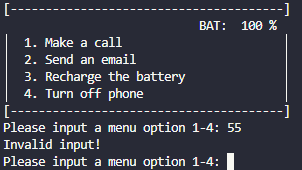 [-----------------------------------]
BAT: 100 %
| 1. Make a call |
| 2. Send an email |
| 3. Recharge the battery |
| 4. Turn off phone |
[-----------------------------------]
Please input a menu option 1-4: 55
Invalid input!
Please input a menu option 1-4: